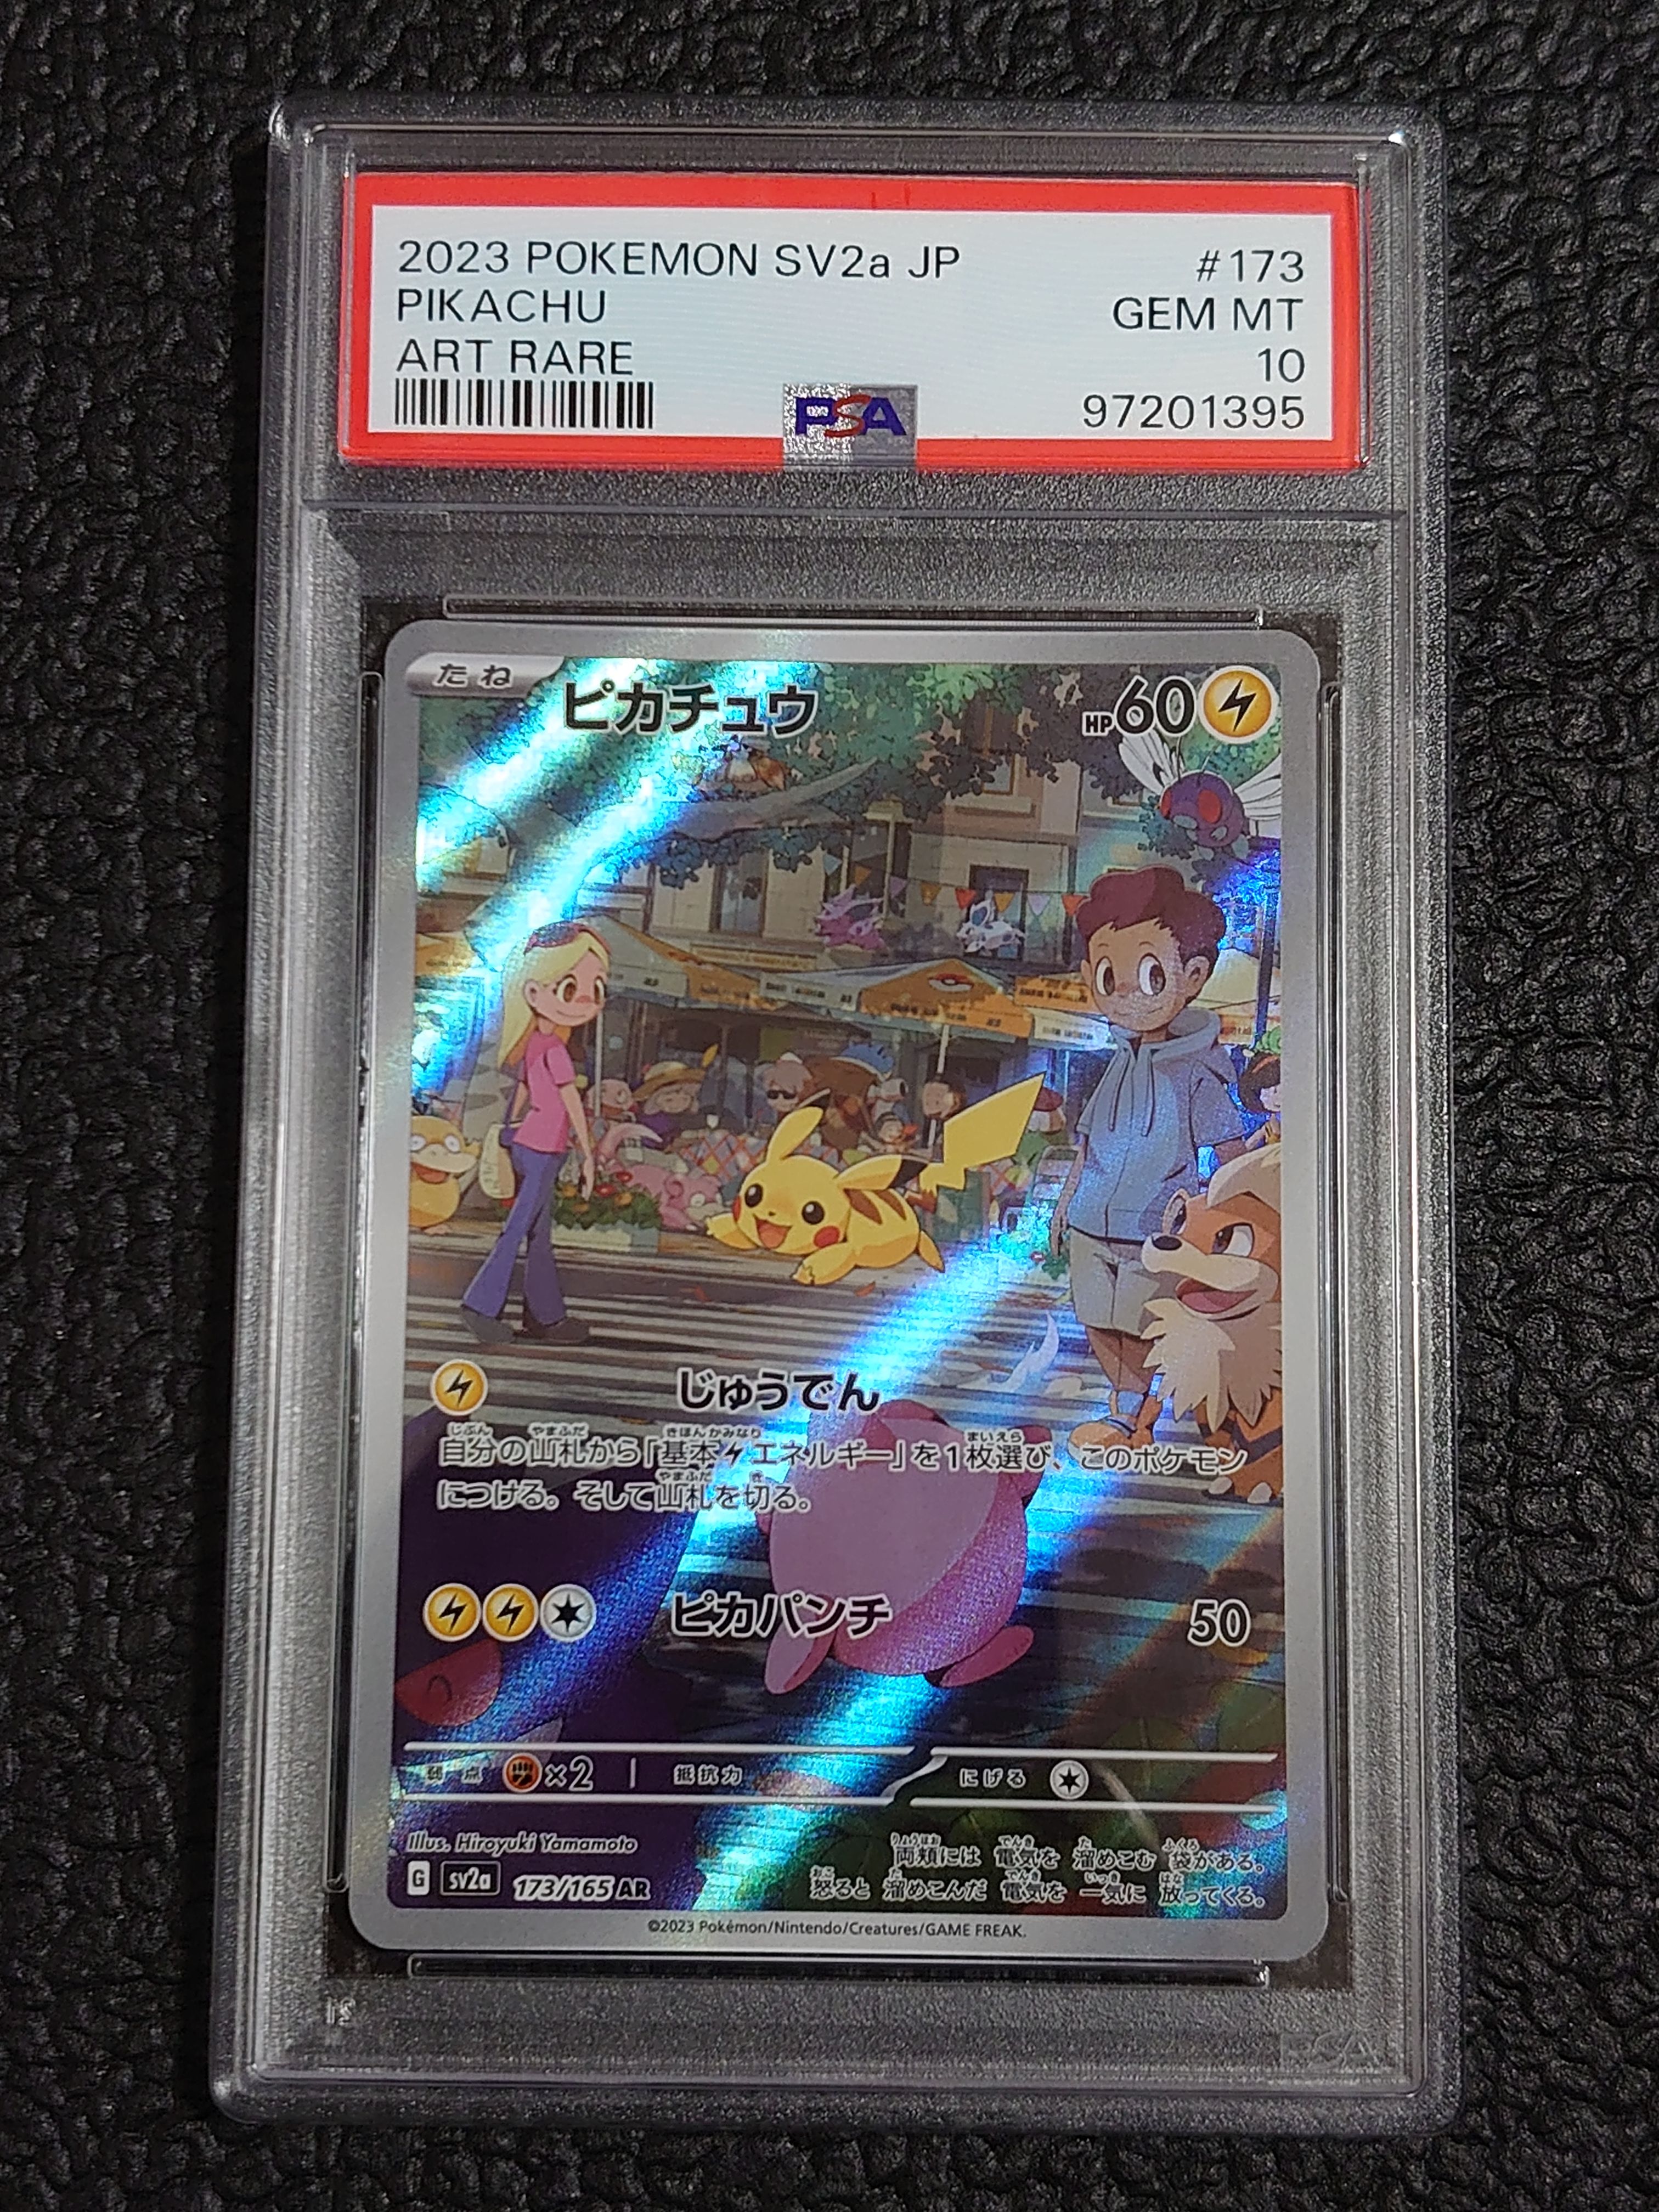 2023 POKEMON SV2a JP #173
PIKACHU GEM MT
ART RARE 10
PSA 97201395
たね ピカチュウ HP60
じゅうでん
自分の山札から「基本エネルギー」を1枚選び、このポケモン
につける。そして山札を切る。
ピカパンチ 50
弱点 ×2 抵抗力 にげる
Illus. Hiroyuki Yamamoto
両頬には 電気を 溜めこむ 袋がある。
G sv2a 173/165 AR 怒ると 溜めこんだ 電気を 一気に 放ってくる。
©2023 Pokémon/Nintendo/Creatures/GAME FREAK.
PSA